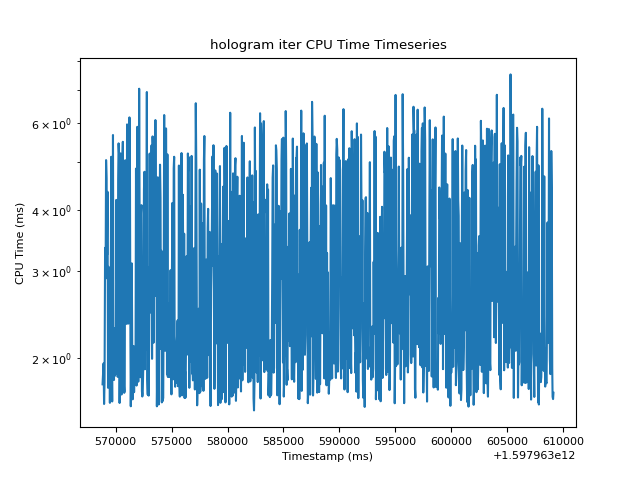 hologram iter CPU Time Timeseries
CPU Time (ms)
6 × 10⁰
4 × 10⁰
3 × 10⁰
2 × 10⁰
570000 575000 580000 585000 590000 595000 600000 605000 610000
+1.597963e12
Timestamp (ms)